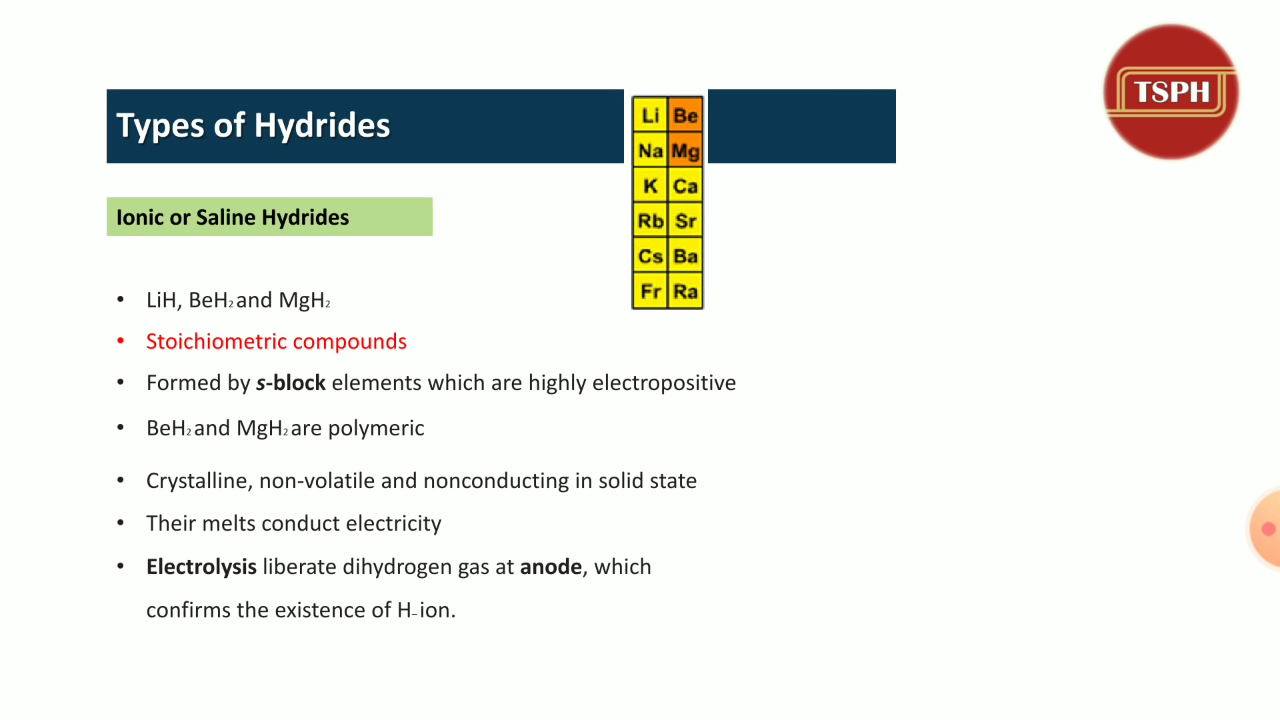 TSPH
Types of Hydrides
Li Be
Na Mg
K Ca
Rb Sr
Cs Ba
Fr Ra
Ionic or Saline Hydrides
• LiH, BeH₂ and MgH₂
• Stoichiometric compounds
• Formed by s-block elements which are highly electropositive
• BeH₂ and MgH₂ are polymeric
• Crystalline, non-volatile and nonconducting in solid state
• Their melts conduct electricity
• Electrolysis liberate dihydrogen gas at anode, which
confirms the existence of H₋ ion.